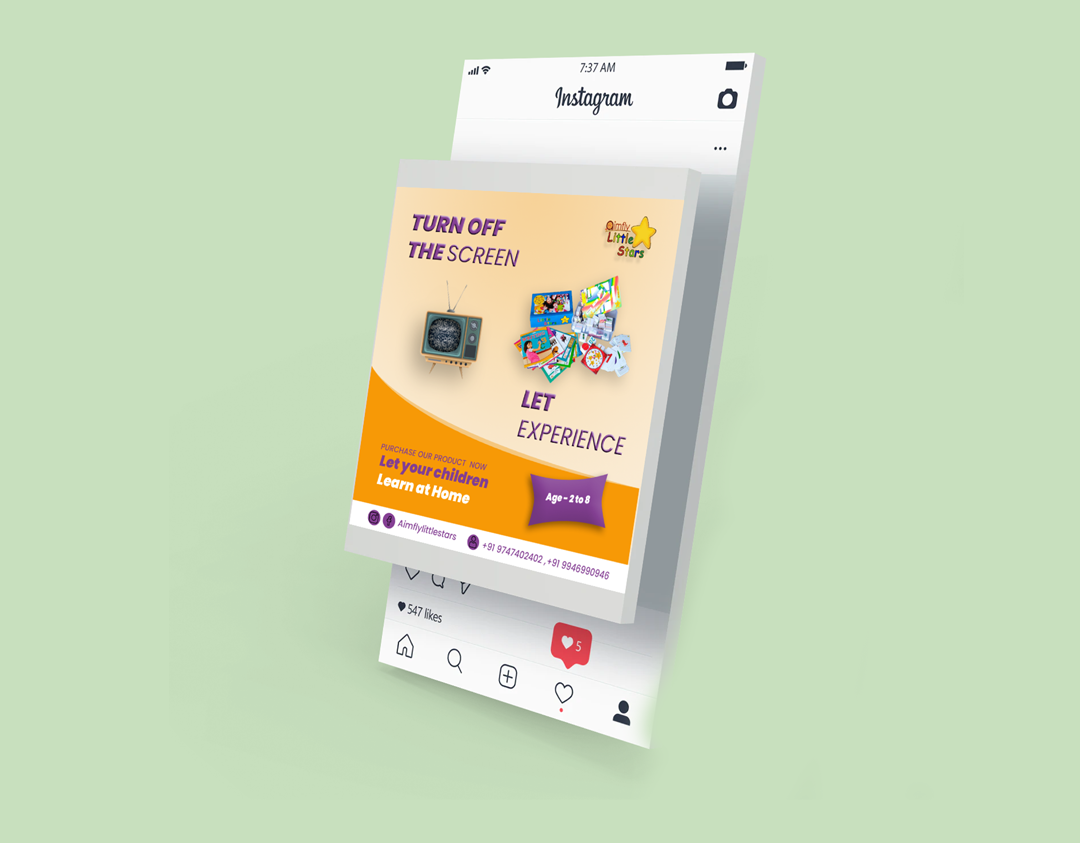 7:37 AM
Instagram
TURN OFF
THE SCREEN
Aimfly
Little
Stars
LET
EXPERIENCE
PURCHASE OUR PRODUCT NOW
Let your children
Learn at Home
Age - 2 to 8
Aimflylittlestars
+91 9747402402 , +91 9946990946
547 likes
5